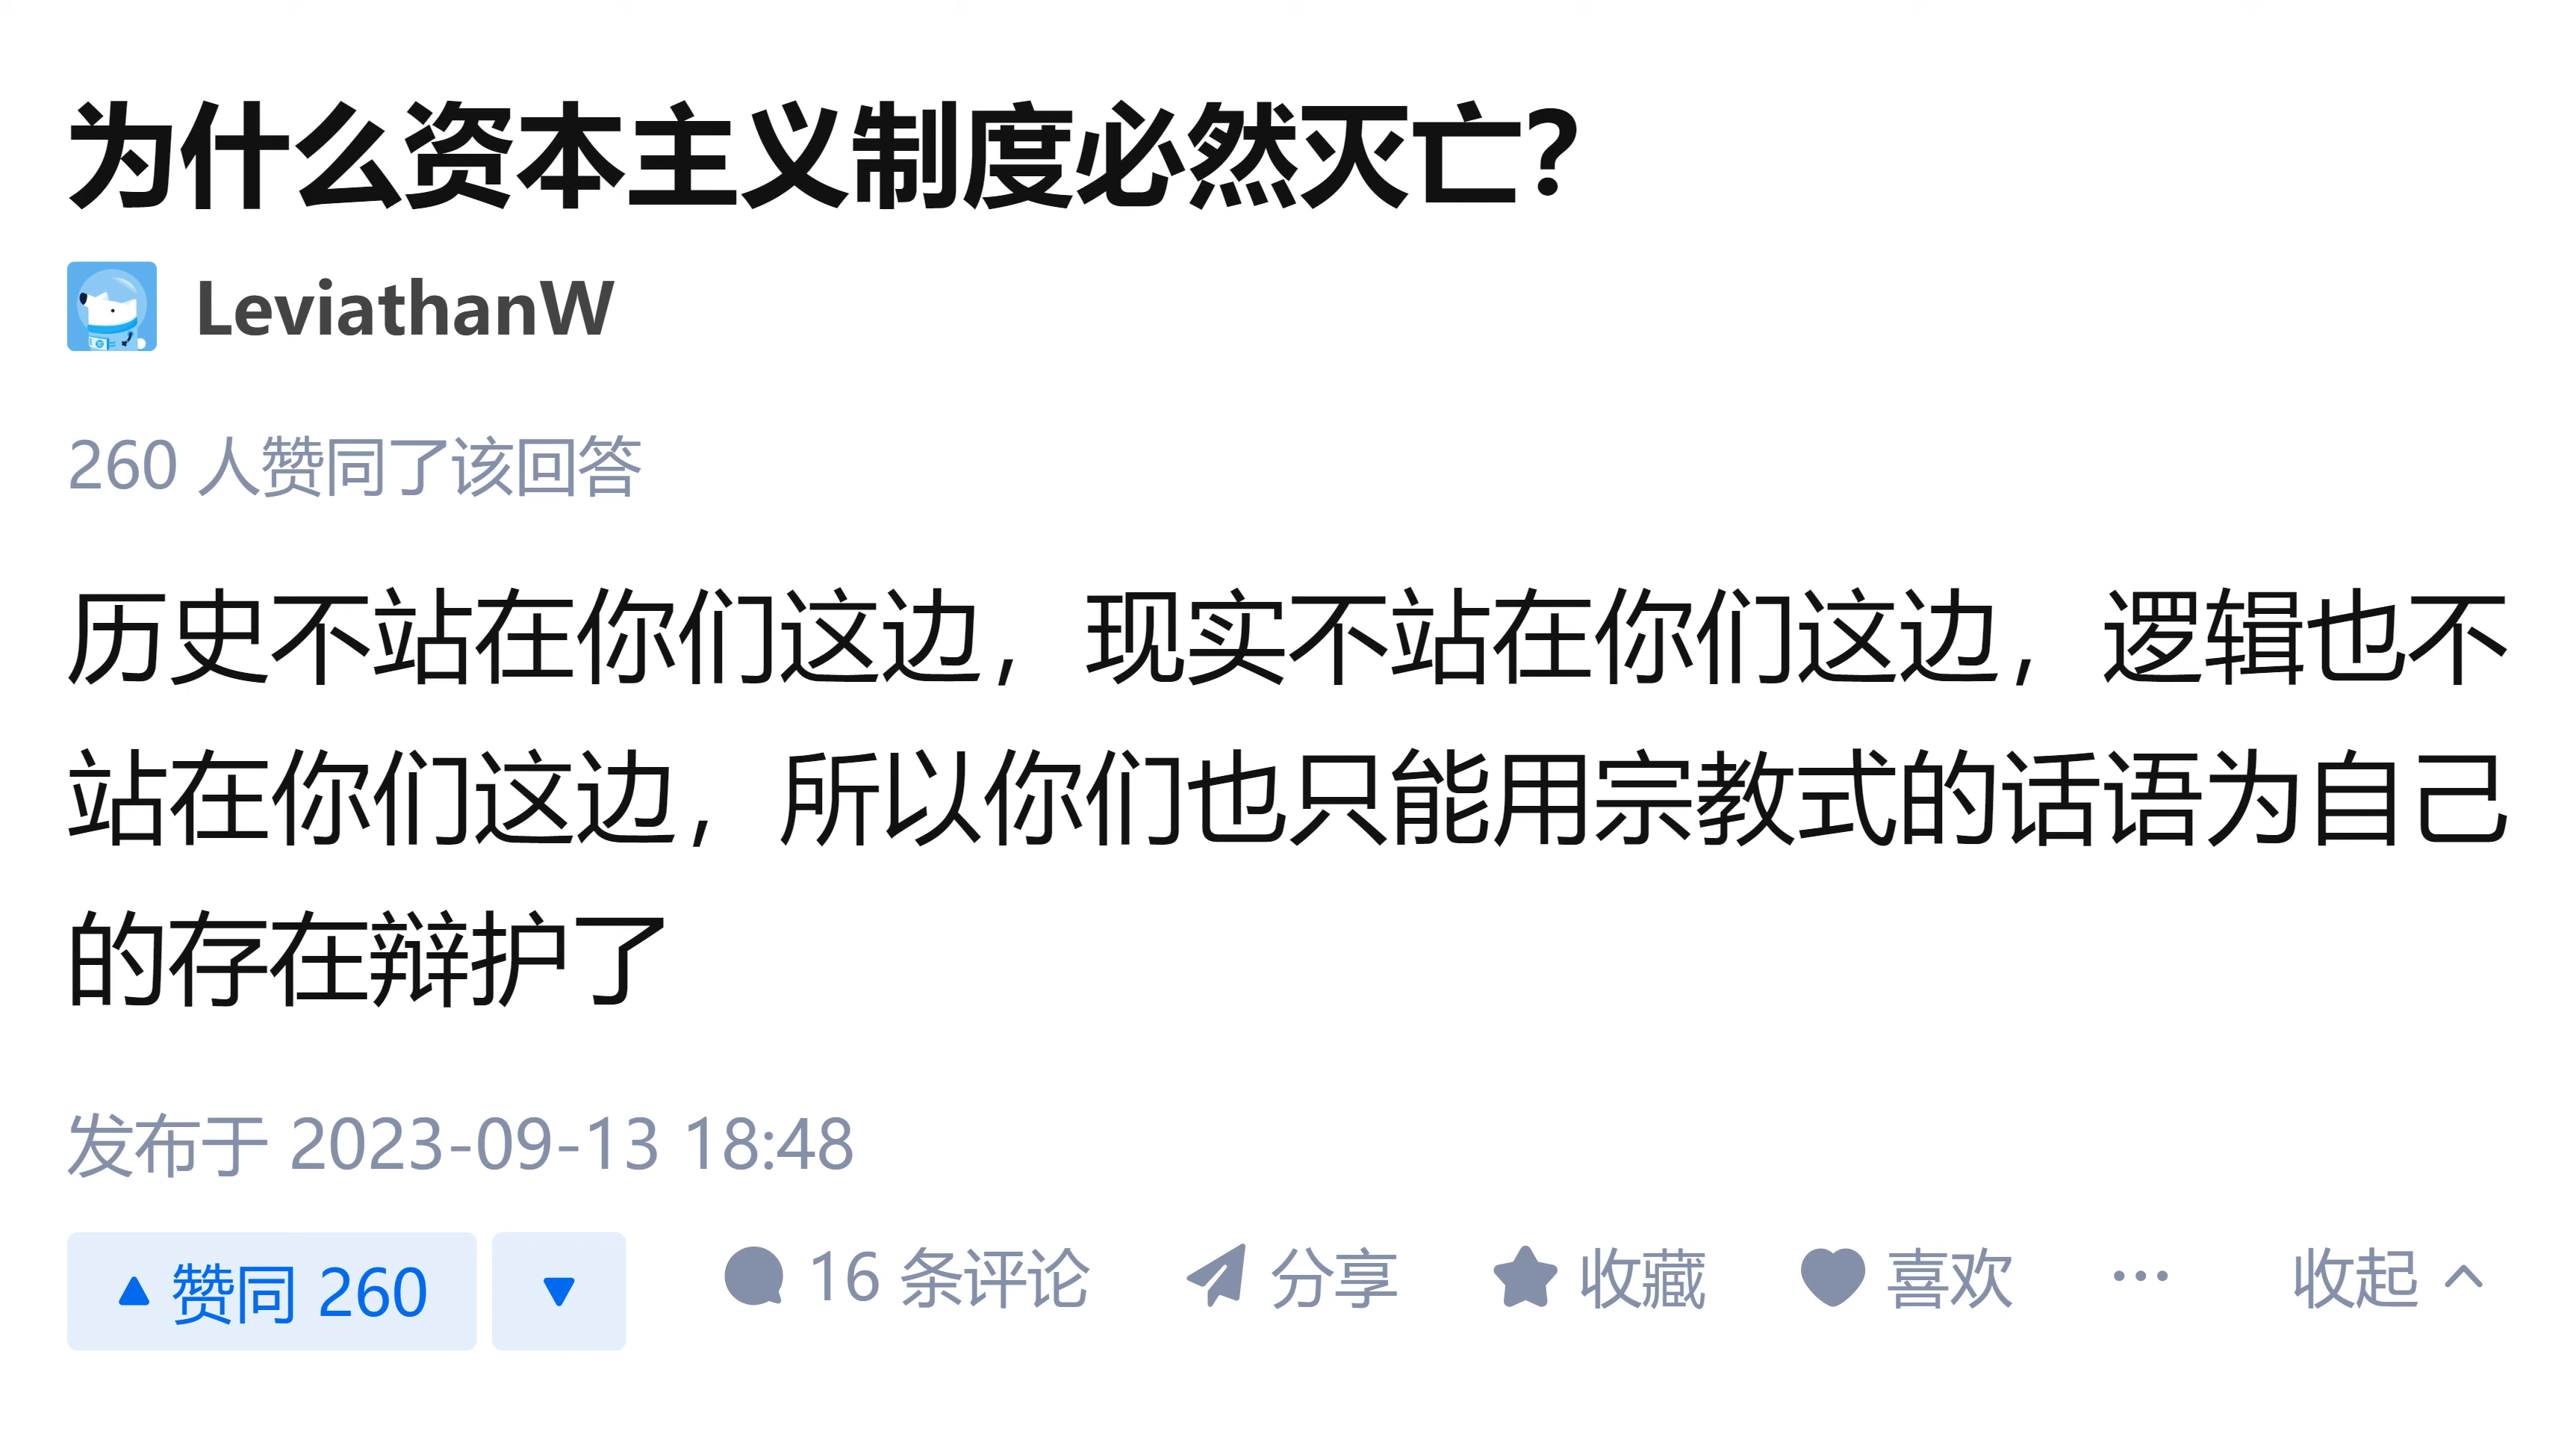 为什么资本主义制度必然灭亡？
LeviathanW
260 人赞同了该回答
历史不站在你们这边，现实不站在你们这边，逻辑也不
站在你们这边，所以你们也只能用宗教式的话语为自己
的存在辩护了
发布于 2023-09-13 18:48
赞同 260 16 条评论 分享 收藏 喜欢 ··· 收起